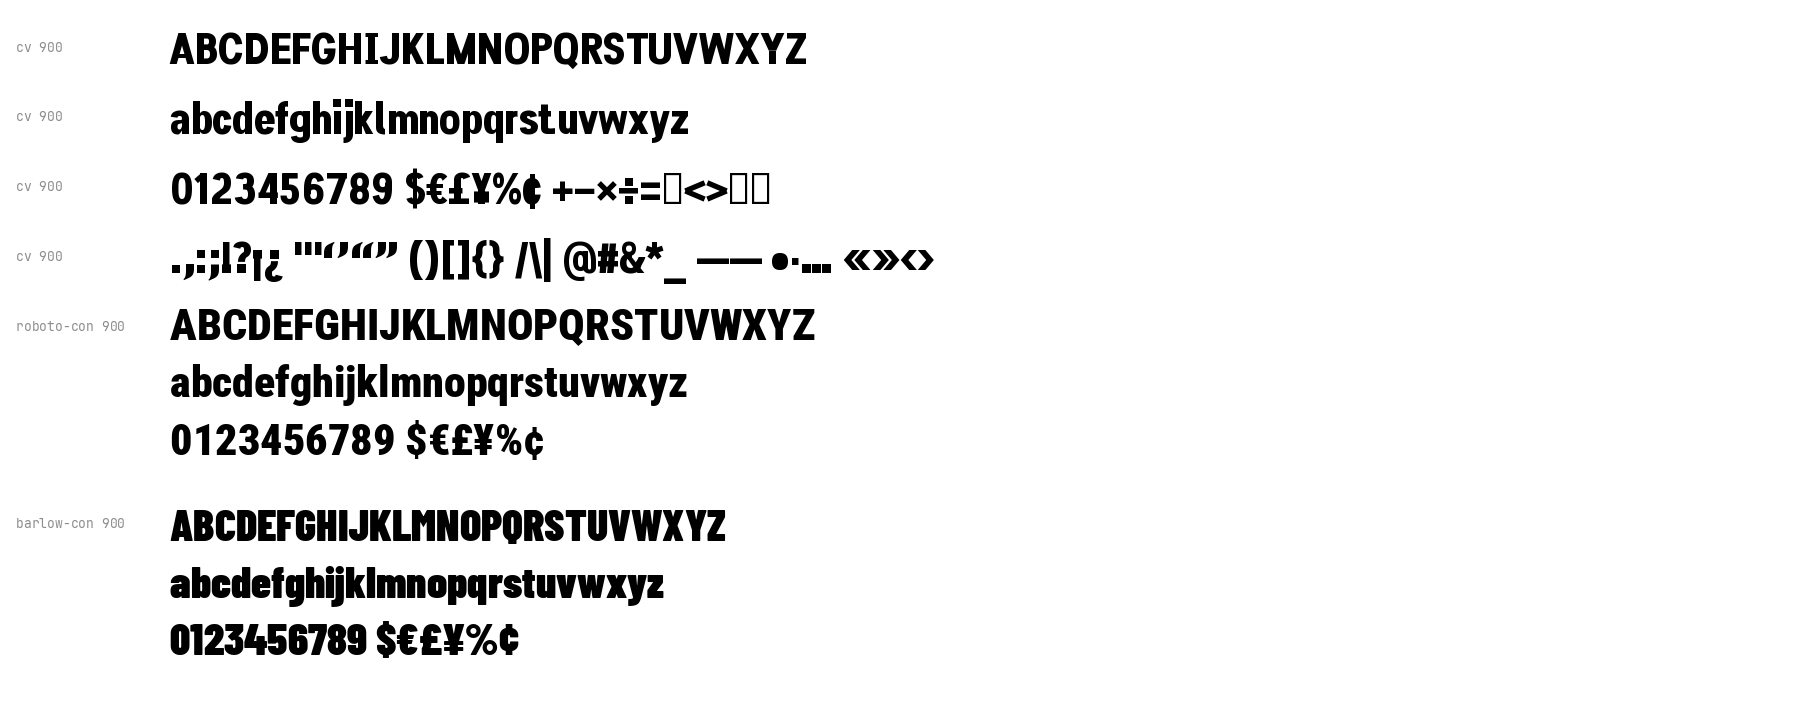 cv 900 ABCDEFGHIJKLMNOPQRSTUVWXYZ
cv 900 abcdefghijklmnopqrstuvwxyz
cv 900 0123456789 $€£¥%¢ +−×÷=<>
cv 900 .,:;!?¡¿ "'‘’“” ()[]{} /\| @#&*_ –— •·… «»‹›
roboto-con 900 ABCDEFGHIJKLMNOPQRSTUVWXYZ
abcdefghijklmnopqrstuvwxyz
0123456789 $€£¥%¢
barlow-con 900 ABCDEFGHIJKLMNOPQRSTUVWXYZ
abcdefghijklmnopqrstuvwxyz
0123456789 $€£¥%¢